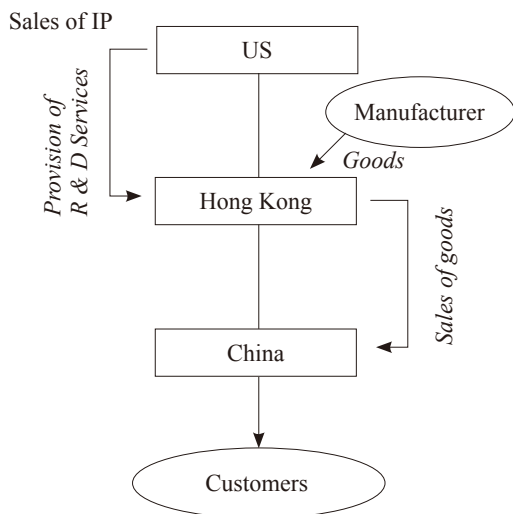 Sales of IP
US
Provision of
R & D Services
Manufacturer
Goods
Hong Kong
Sales of goods
China
Customers